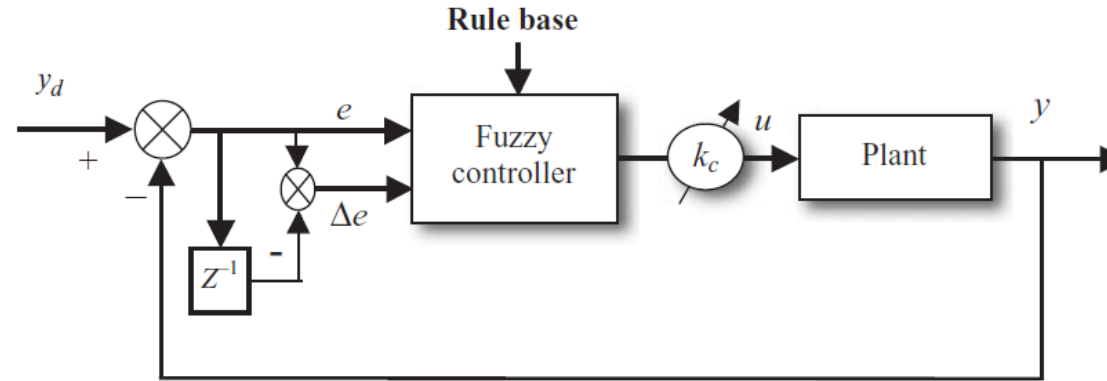 Rule base
y_d
+
−
e
Δe
Z⁻¹
-
Fuzzy
controller
k_c
u
Plant
y